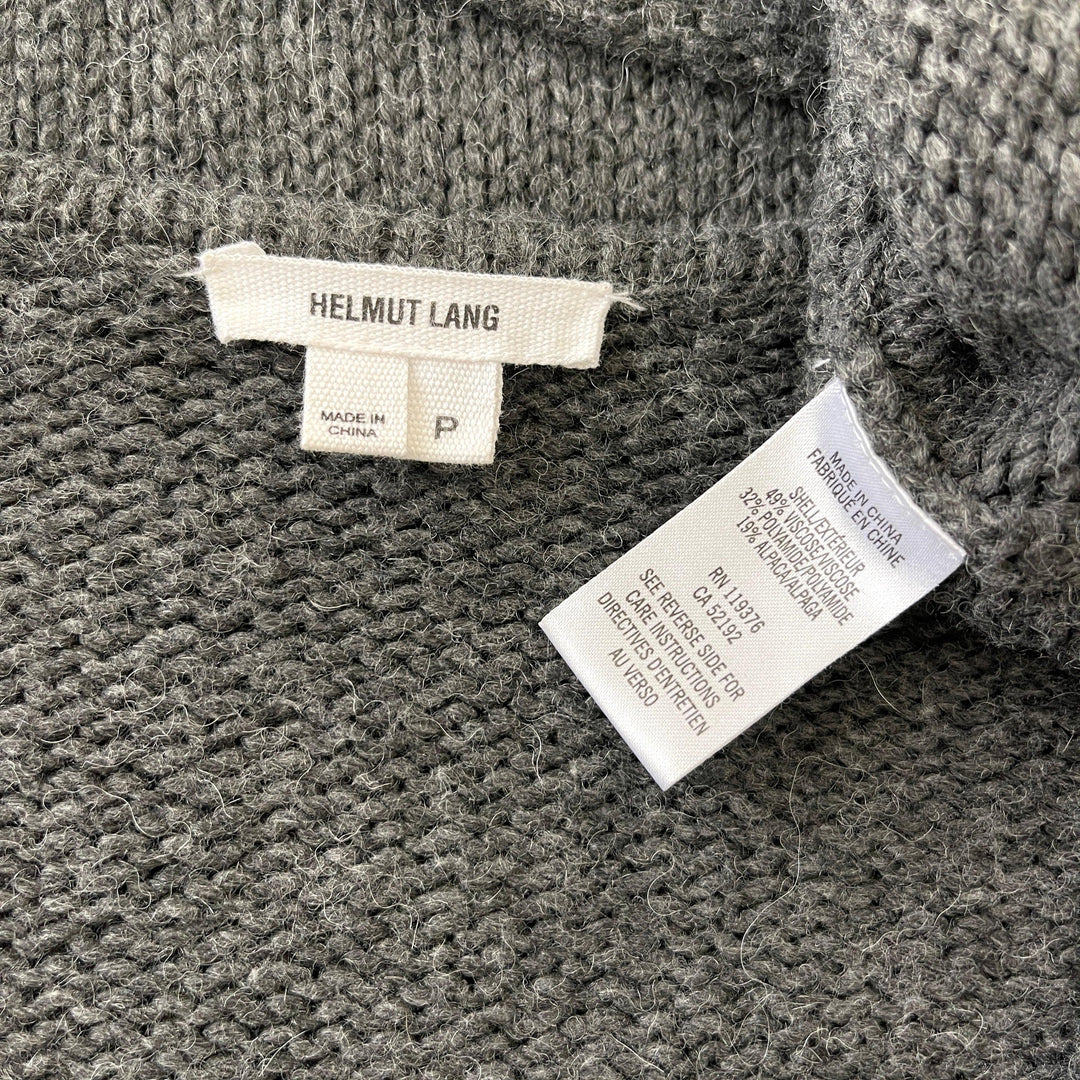 HELMUT LANG
MADE IN
CHINA
P
MADE IN CHINA
FABRIQUÉ EN CHINE
SHELL/EXTÉRIEUR
49% VISCOSE/VISCOSE
32% POLYAMIDE/POLYAMIDE
19% ALPACA/ALPAGA
RN 119376
CA 52192
SEE REVERSE SIDE FOR
CARE INSTRUCTIONS
DIRECTIVES D'ENTRETIEN
AU VERSO